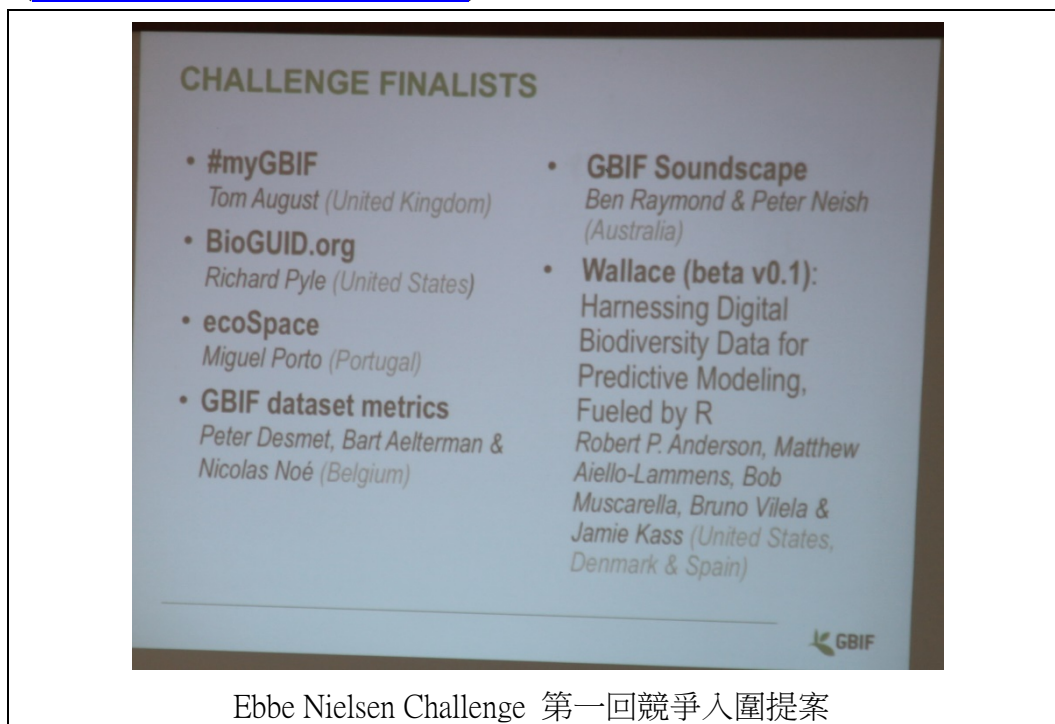 CHALLENGE FINALISTS
• #myGBIF
Tom August (United Kingdom)
• BioGUID.org
Richard Pyle (United States)
• ecoSpace
Miguel Porto (Portugal)
• GBIF dataset metrics
Peter Desmet, Bart Aelterman &
Nicolas Noé (Belgium)
• GBIF Soundscape
Ben Raymond & Peter Neish
(Australia)
• Wallace (beta v0.1):
Harnessing Digital
Biodiversity Data for
Predictive Modeling,
Fueled by R
Robert P. Anderson, Matthew
Aiello-Lammens, Bob
Muscarella, Bruno Vilela &
Jamie Kass (United States,
Denmark & Spain)
GBIF
Ebbe Nielsen Challenge 第一回競爭入圍提案